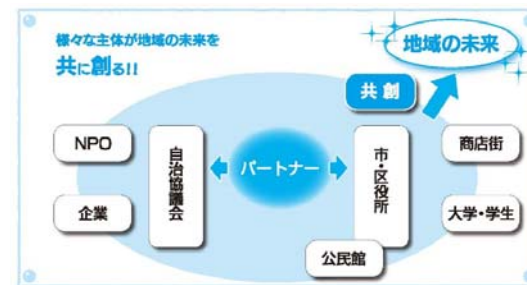 様々な主体が地域の未来を
共に創る!!
地域の未来
共創
NPO
企業
自治協議会
パートナー
市・区役所
商店街
大学・学生
公民館